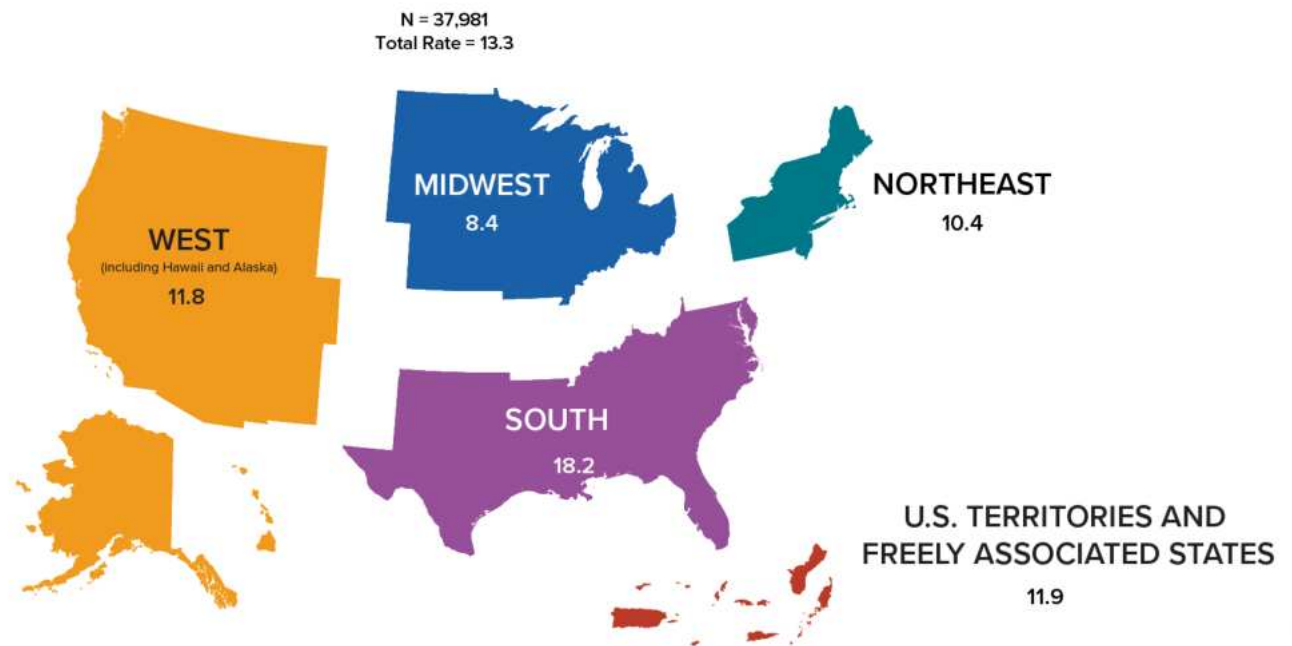 N = 37,981
Total Rate = 13.3
MIDWEST
8.4
NORTHEAST
10.4
WEST
(including Hawaii and Alaska)
11.8
SOUTH
18.2
U.S. TERRITORIES AND
FREELY ASSOCIATED STATES
11.9